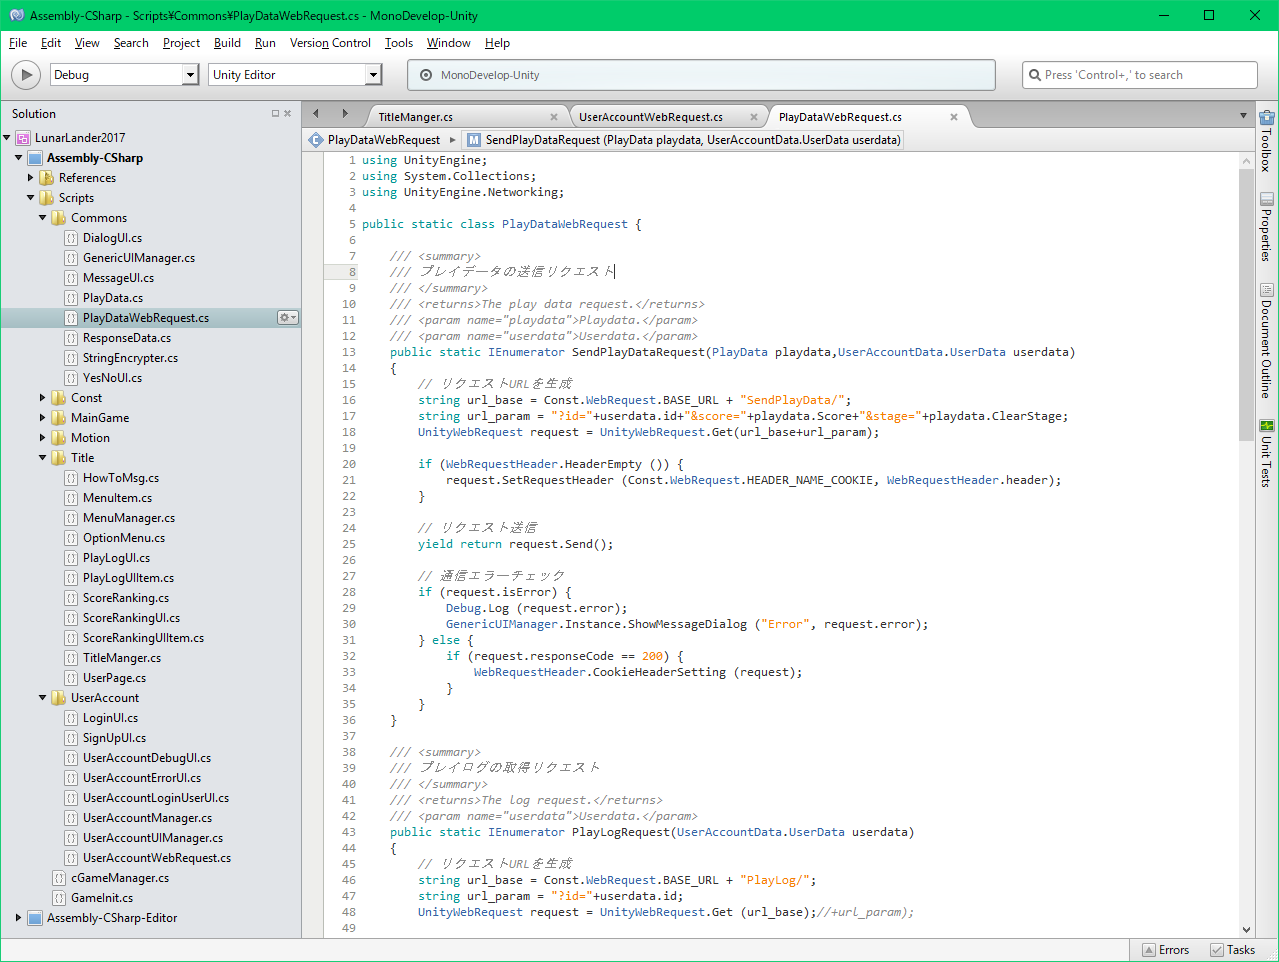 Assembly-CSharp - Scripts¥Commons¥PlayDataWebRequest.cs - MonoDevelop-Unity
File Edit View Search Project Build Run Version Control Tools Window Help
Debug Unity Editor MonoDevelop-Unity Press 'Control+,' to search
Solution
LunarLander2017
Assembly-CSharp
References
Scripts
Commons
DialogUI.cs
GenericUIManager.cs
MessageUI.cs
PlayData.cs
PlayDataWebRequest.cs
ResponseData.cs
StringEncrypter.cs
YesNoUI.cs
Const
MainGame
Motion
Title
HowToMsg.cs
MenuItem.cs
MenuManager.cs
OptionMenu.cs
PlayLogUI.cs
PlayLogUIItem.cs
ScoreRanking.cs
ScoreRankingUI.cs
ScoreRankingUIItem.cs
TitleManger.cs
UserPage.cs
UserAccount
LoginUI.cs
SignUpUI.cs
UserAccountDebugUI.cs
UserAccountErrorUI.cs
UserAccountLoginUserUI.cs
UserAccountManager.cs
UserAccountUIManager.cs
UserAccountWebRequest.cs
cGameManager.cs
GameInit.cs
Assembly-CSharp-Editor
TitleManger.cs UserAccountWebRequest.cs PlayDataWebRequest.cs
PlayDataWebRequest SendPlayDataRequest (PlayData playdata, UserAccountData.UserData userdata)
1 using UnityEngine;
2 using System.Collections;
3 using UnityEngine.Networking;
4
5 public static class PlayDataWebRequest {
6
7 /// <summary>
8 /// プレイデータの送信リクエスト
9 /// </summary>
10 /// <returns>The play data request.</returns>
11 /// <param name="playdata">Playdata.</param>
12 /// <param name="userdata">Userdata.</param>
13 public static IEnumerator SendPlayDataRequest(PlayData playdata,UserAccountData.UserData userdata)
14 {
15 // リクエストURLを生成
16 string url_base = Const.WebRequest.BASE_URL + "SendPlayData/";
17 string url_param = "?id="+userdata.id+"&score="+playdata.Score+"&stage="+playdata.ClearStage;
18 UnityWebRequest request = UnityWebRequest.Get(url_base+url_param);
19
20 if (WebRequestHeader.HeaderEmpty ()) {
21 request.SetRequestHeader (Const.WebRequest.HEADER_NAME_COOKIE, WebRequestHeader.header);
22 }
23
24 // リクエスト送信
25 yield return request.Send();
26
27 // 通信エラーチェック
28 if (request.isError) {
29 Debug.Log (request.error);
30 GenericUIManager.Instance.ShowMessageDialog ("Error", request.error);
31 } else {
32 if (request.responseCode == 200) {
33 WebRequestHeader.CookieHeaderSetting (request);
34 }
35 }
36 }
37
38 /// <summary>
39 /// プレイログの取得リクエスト
40 /// </summary>
41 /// <returns>The log request.</returns>
42 /// <param name="userdata">Userdata.</param>
43 public static IEnumerator PlayLogRequest(UserAccountData.UserData userdata)
44 {
45 // リクエストURLを生成
46 string url_base = Const.WebRequest.BASE_URL + "PlayLog/";
47 string url_param = "?id="+userdata.id;
48 UnityWebRequest request = UnityWebRequest.Get (url_base);//+url_param);
49
Toolbox
Properties
Document Outline
Unit Tests
Errors Tasks